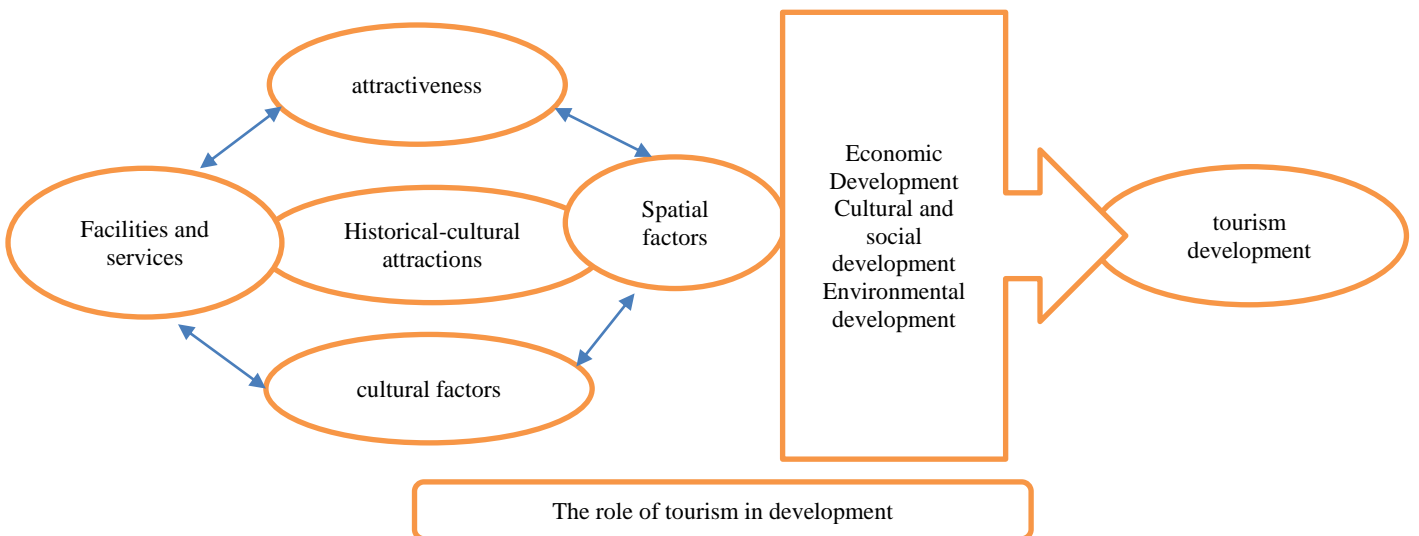 attractiveness
Facilities and
services
Historical-cultural
attractions
Spatial
factors
cultural factors
Economic
Development
Cultural and
social
development
Environmental
development
tourism
development
The role of tourism in development